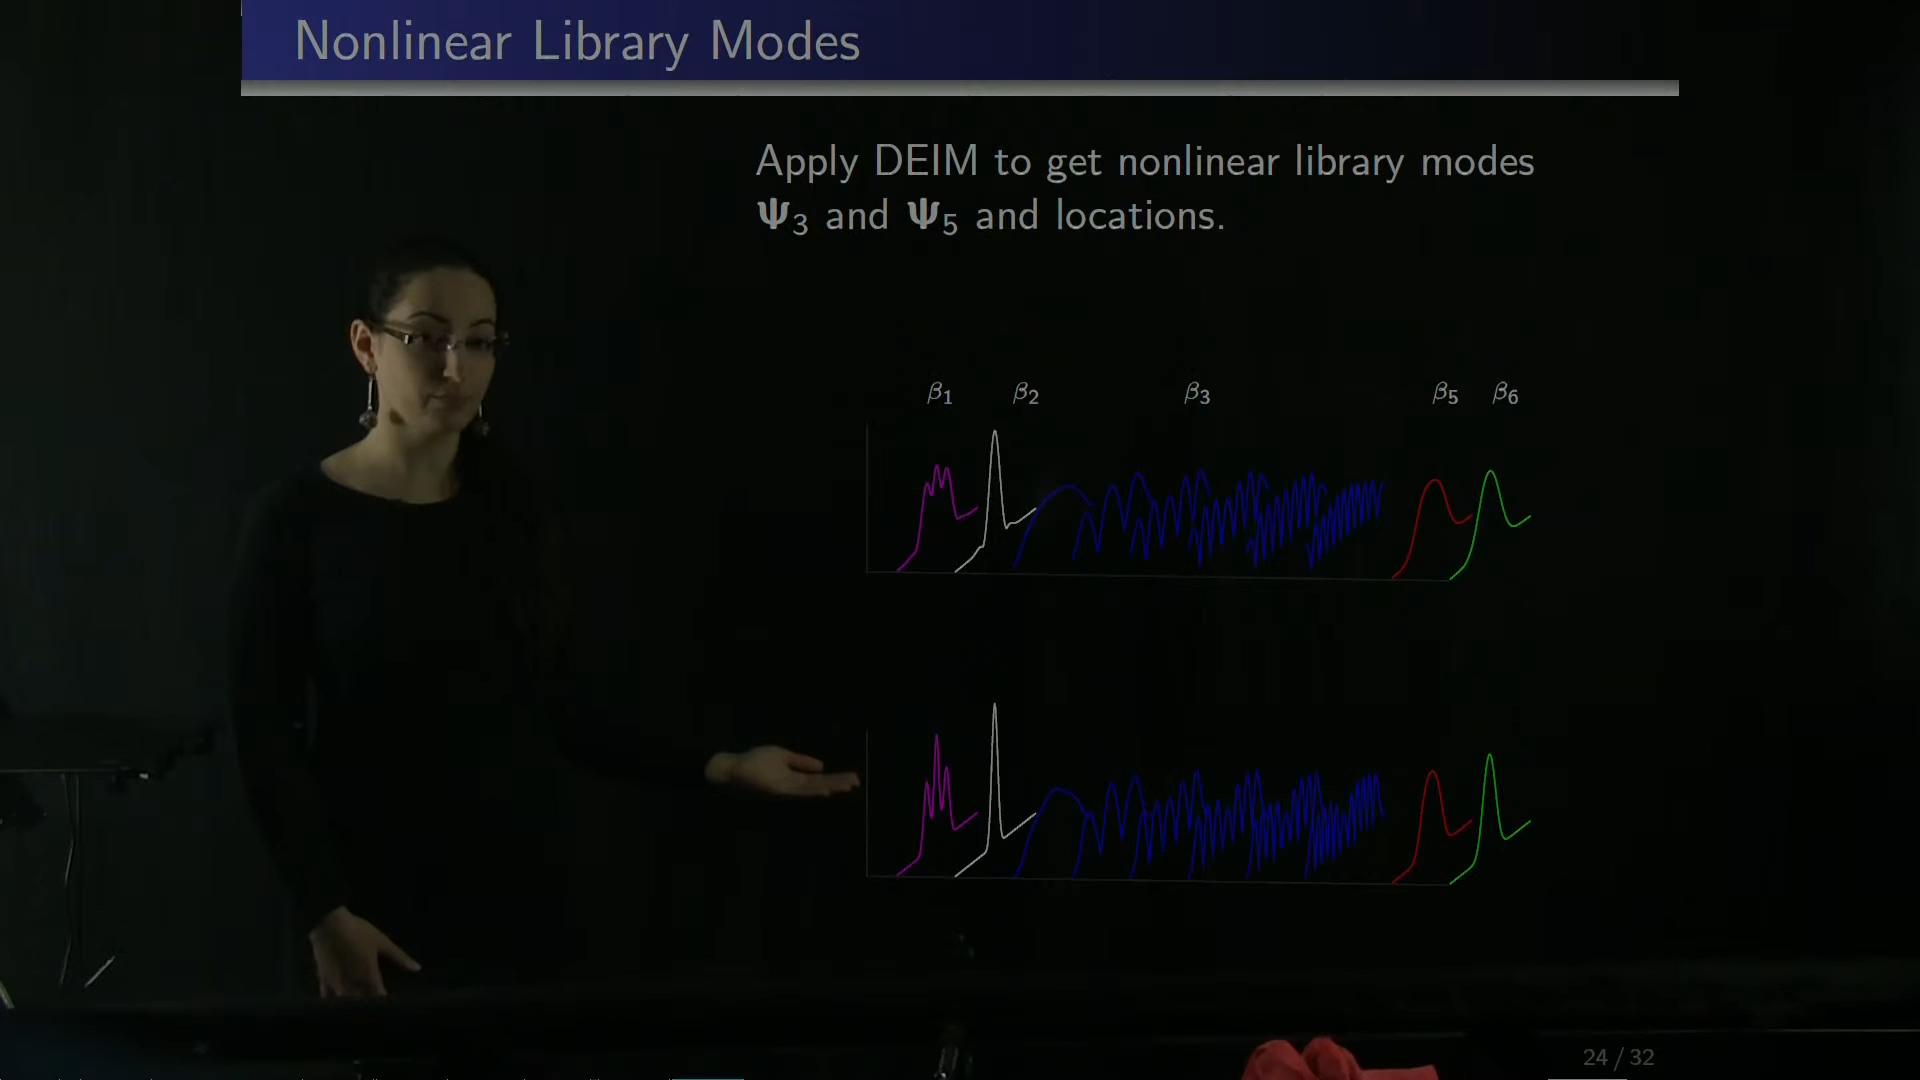 Nonlinear Library Modes
Apply DEIM to get nonlinear library modes
Ψ₃ and Ψ₅ and locations.
β₁ β₂ β₃ β₅ β₆
24 / 32